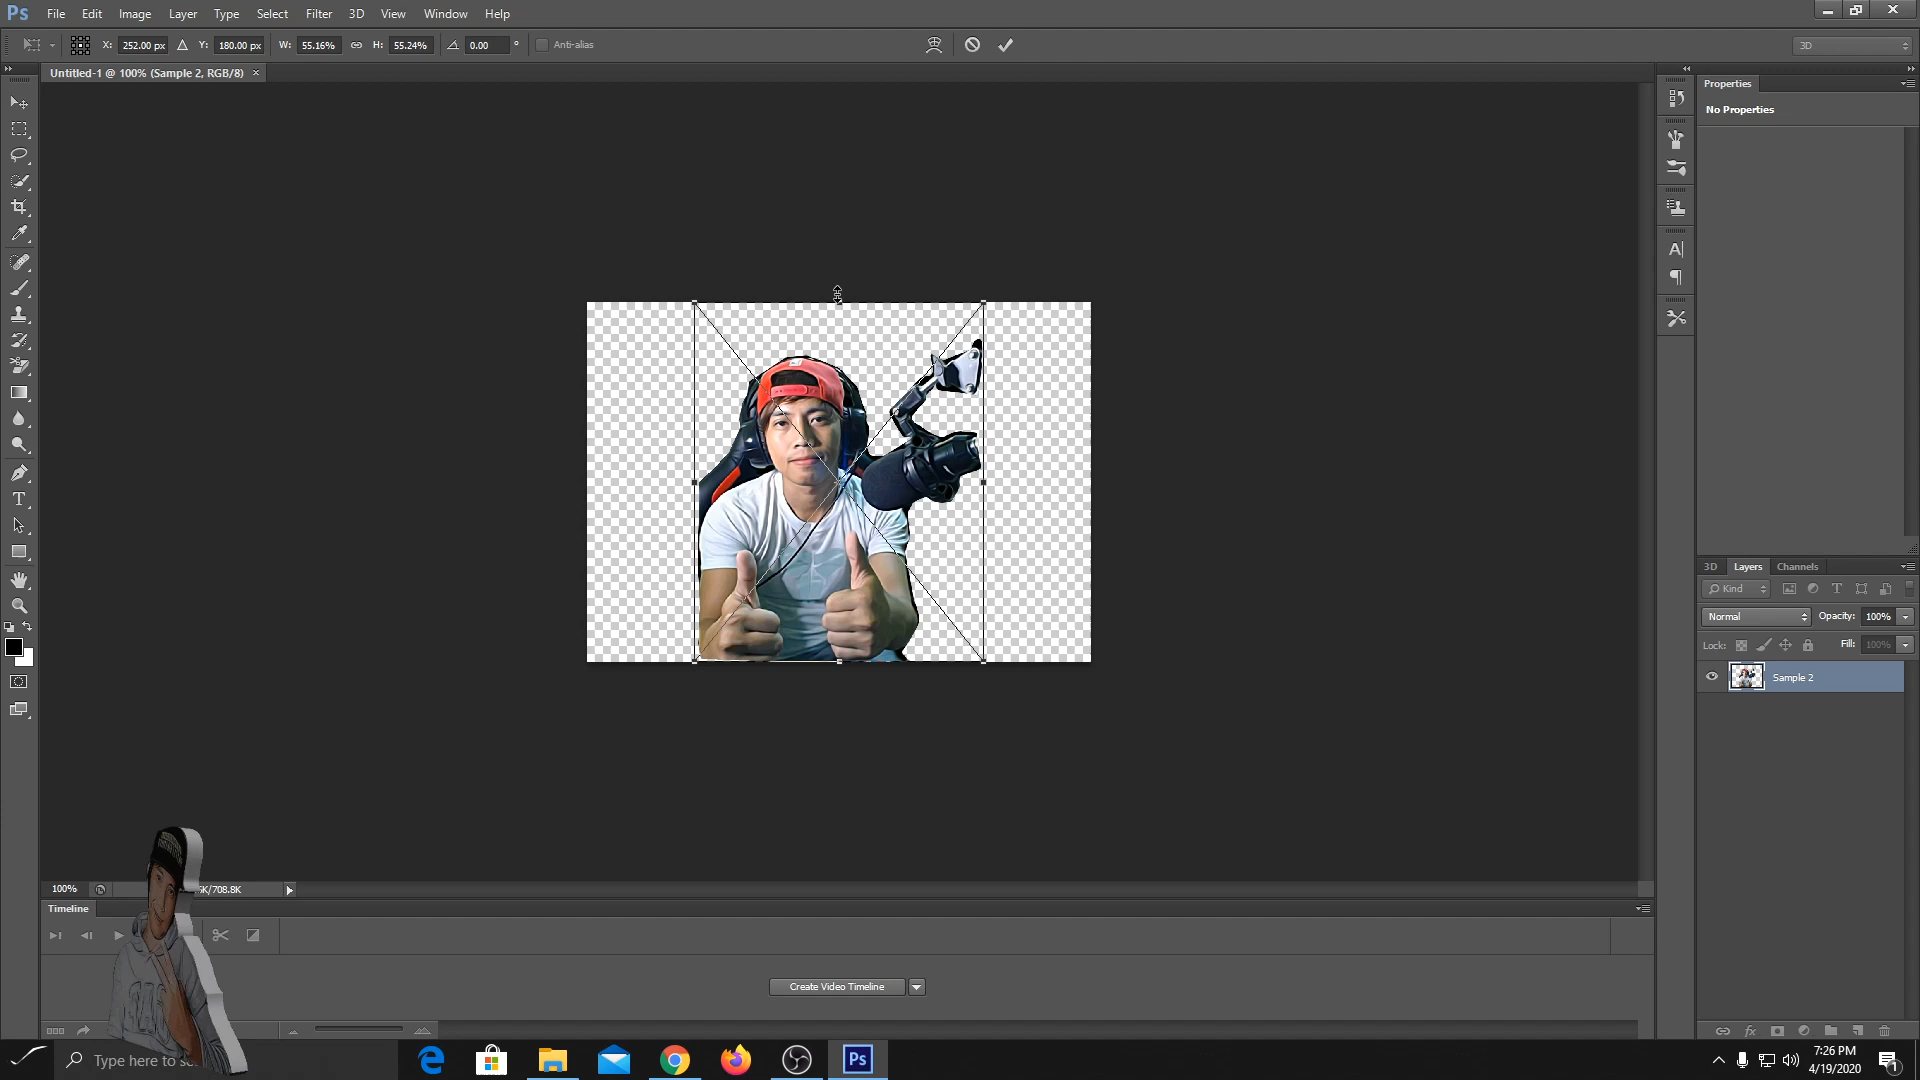 Ps File Edit Image Layer Type Select Filter 3D View Window Help
X: 252.00 px Y: 180.00 px W: 55.16% H: 55.24% 0.00 ° Anti-alias 3D
Untitled-1 @ 100% (Sample 2, RGB/8) ×
Properties
No Properties
3D Layers Channels
Kind
Normal Opacity: 100%
Lock: Fill: 100%
Sample 2
100% K/708.8K
Timeline
Create Video Timeline
Type here to se
Ps
7:26 PM
4/19/2020
1